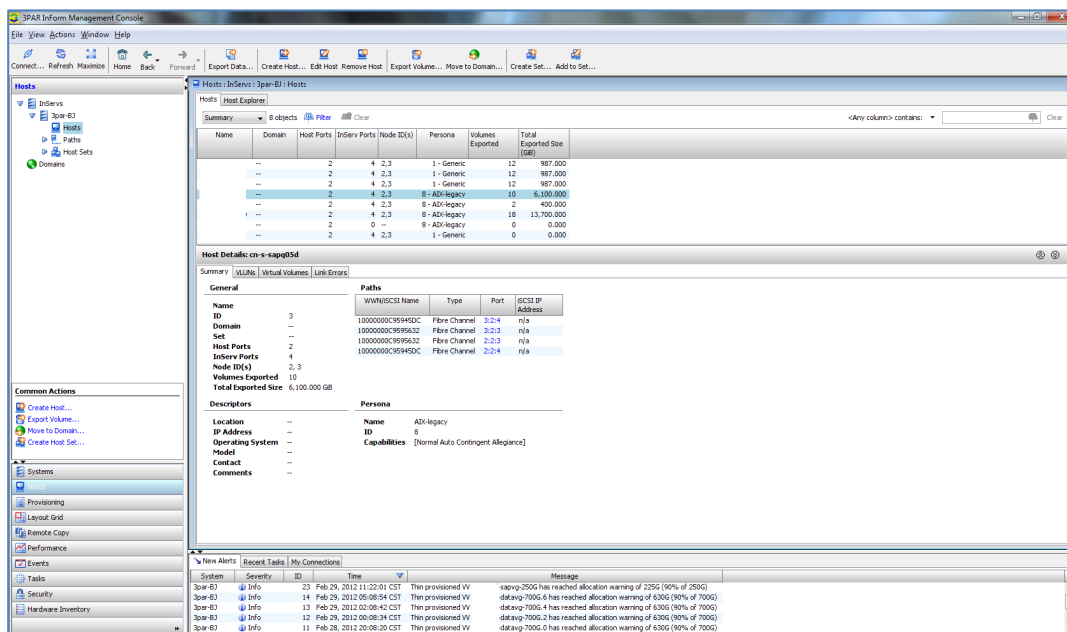 3PAR InForm Management Console
File View Actions Window Help
Connect... Refresh Maximize Home Back Forward Export Data... Create Host... Edit Host Remove Host Export Volume... Move to Domain... Create Set... Add to Set...
Hosts
InServs
3par-BJ
Hosts
Paths
Host Sets
Domains
Common Actions
Create Host...
Export Volume...
Move to Domain...
Create Host Set...
Systems
Hosts
Provisioning
Layout Grid
Remote Copy
Performance
Events
Tasks
Security
Hardware Inventory
Hosts : InServs : 3par-BJ : Hosts
Hosts Host Explorer
Summary 8 objects Filter Clear <Any column> contains: Clear
Name Domain Host Ports InServ Ports Node ID(s) Persona Volumes Exported Total Exported Size (GiB)
-- 2 4 2,3 1 - Generic 12 987.000
-- 2 4 2,3 1 - Generic 12 987.000
-- 2 4 2,3 1 - Generic 12 987.000
-- 2 4 2,3 8 - AIX-legacy 10 6,100.000
-- 2 4 2,3 8 - AIX-legacy 2 400.000
-- 2 4 2,3 8 - AIX-legacy 18 13,700.000
-- 2 0 -- 8 - AIX-legacy 0 0.000
-- 2 4 2,3 1 - Generic 0 0.000
Host Details: cn-s-sapq05d
Summary VLUNs Virtual Volumes Link Errors
General
Name
ID 3
Domain --
Set --
Host Ports 2
InServ Ports 4
Node ID(s) 2, 3
Volumes Exported 10
Total Exported Size 6,100.000 GiB
Paths
WWN/iSCSI Name Type Port iSCSI IP Address
10000000C95945DC Fibre Channel 3:2:4 n/a
10000000C9595632 Fibre Channel 3:2:3 n/a
10000000C9595632 Fibre Channel 2:2:3 n/a
10000000C95945DC Fibre Channel 2:2:4 n/a
Descriptors
Location --
IP Address --
Operating System --
Model --
Contact --
Comments --
Persona
Name AIX-legacy
ID 8
Capabilities [Normal Auto Contingent Allegiance]
New Alerts Recent Tasks My Connections
System Severity ID Time Message
3par-BJ Info 23 Feb 29, 2012 11:22:01 CST Thin provisioned VV -sapvg-250G has reached allocation warning of 225G (90% of 250G)
3par-BJ Info 14 Feb 29, 2012 05:08:54 CST Thin provisioned VV -datavg-700G.6 has reached allocation warning of 630G (90% of 700G)
3par-BJ Info 13 Feb 29, 2012 02:08:42 CST Thin provisioned VV -datavg-700G.4 has reached allocation warning of 630G (90% of 700G)
3par-BJ Info 12 Feb 29, 2012 00:08:34 CST Thin provisioned VV -datavg-700G.2 has reached allocation warning of 630G (90% of 700G)
3par-BJ Info 11 Feb 28, 2012 20:08:20 CST Thin provisioned VV -datavg-700G.0 has reached allocation warning of 630G (90% of 700G)